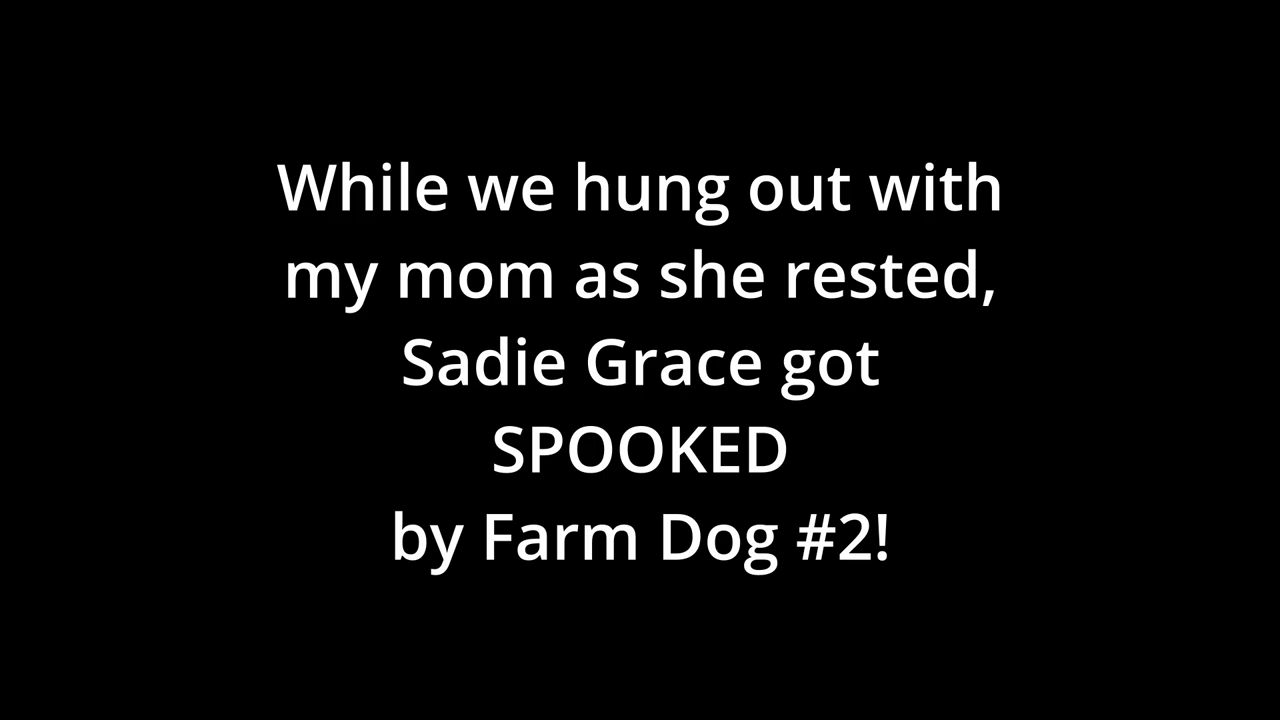 While we hung out with
my mom as she rested,
Sadie Grace got
SPOOKED
by Farm Dog #2!